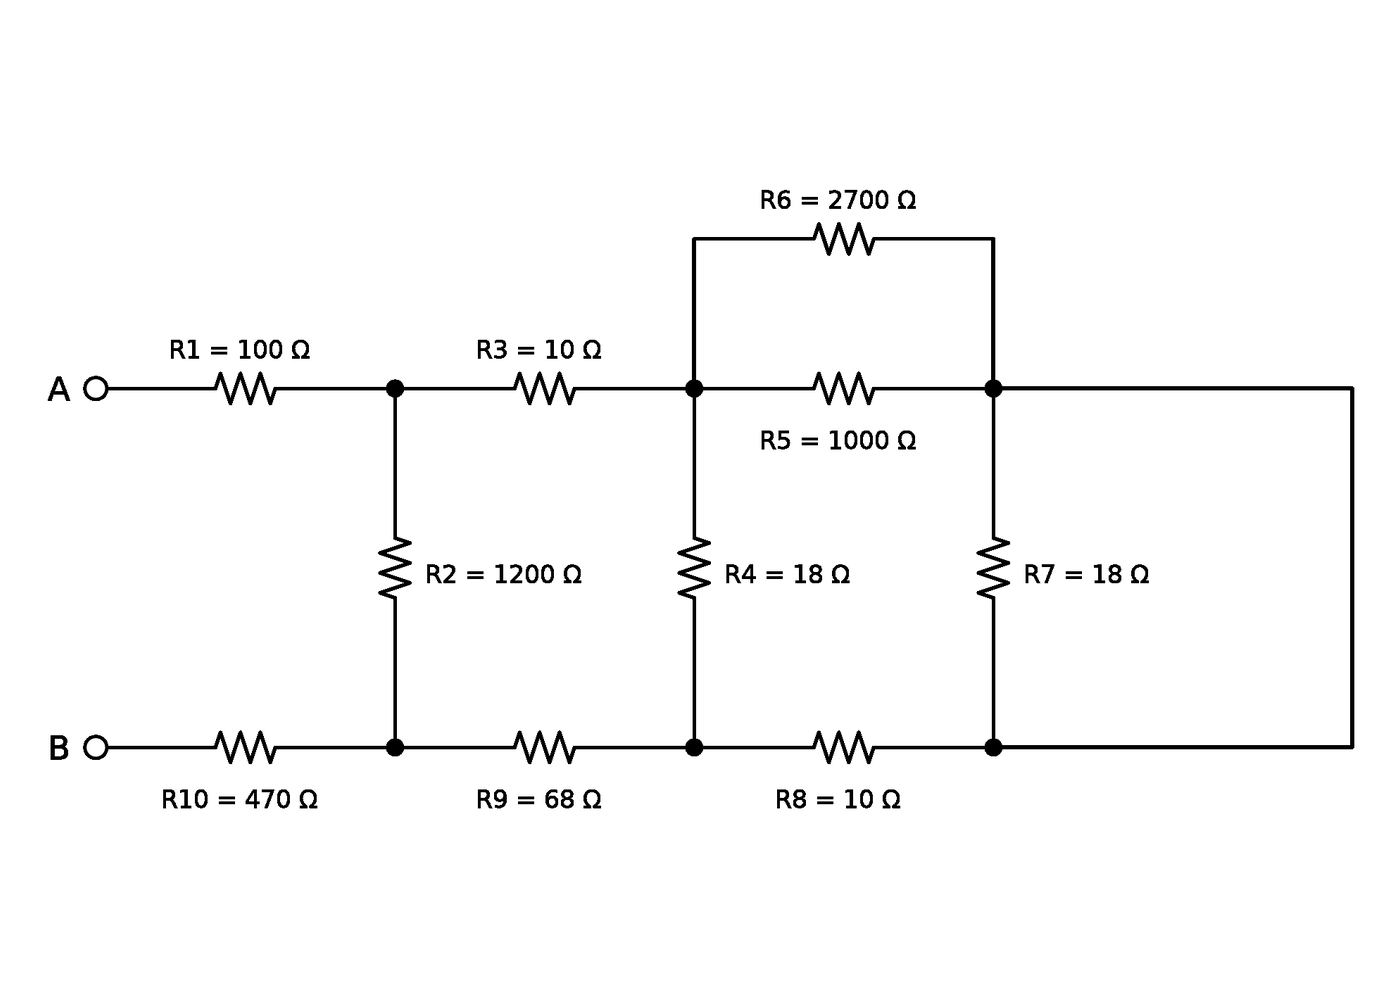 R6 = 2700 Ω
R1 = 100 Ω
R3 = 10 Ω
A
R5 = 1000 Ω
R2 = 1200 Ω
R4 = 18 Ω
R7 = 18 Ω
B
R10 = 470 Ω
R9 = 68 Ω
R8 = 10 Ω